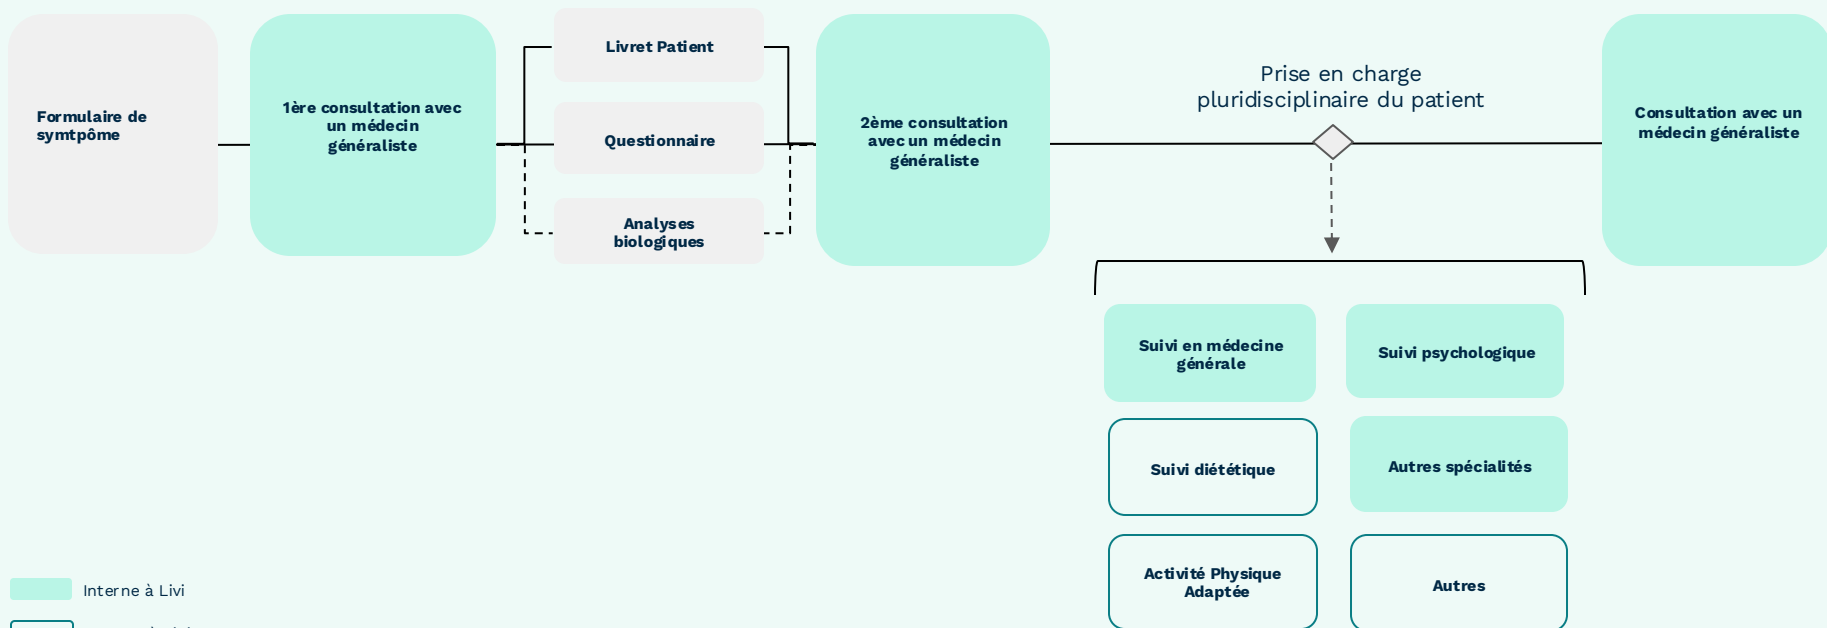 Formulaire de
symtpôme
1ère consultation avec
un médecin
généraliste
Livret Patient
Questionnaire
Analyses
biologiques
2ème consultation
avec un médecin
généraliste
Prise en charge
pluridisciplinaire du patient
Consultation avec un
médecin généraliste
Suivi en médecine
générale
Suivi psychologique
Suivi diététique
Autres spécialités
Activité Physique
Adaptée
Autres
Interne à Livi